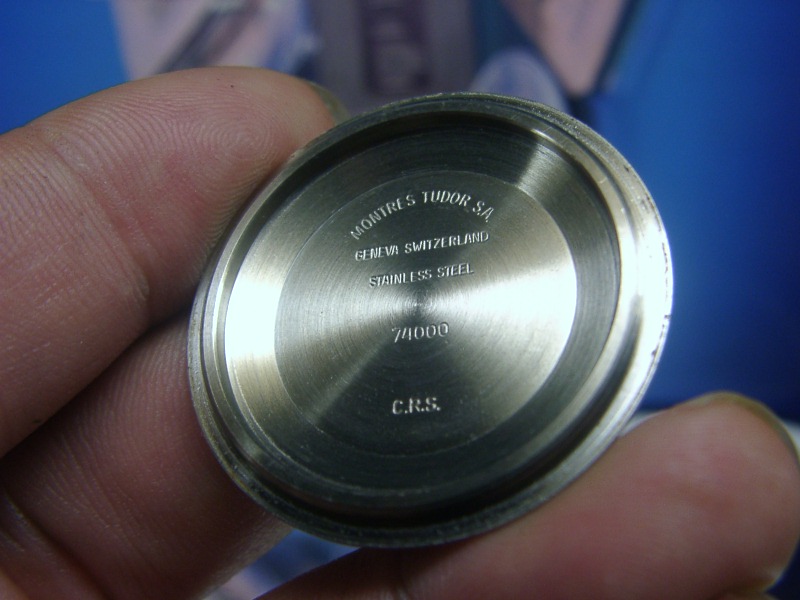 MONTRES TUDOR S.A.
GENEVA SWITZERLAND
STAINLESS STEEL
74000
C.R.S.